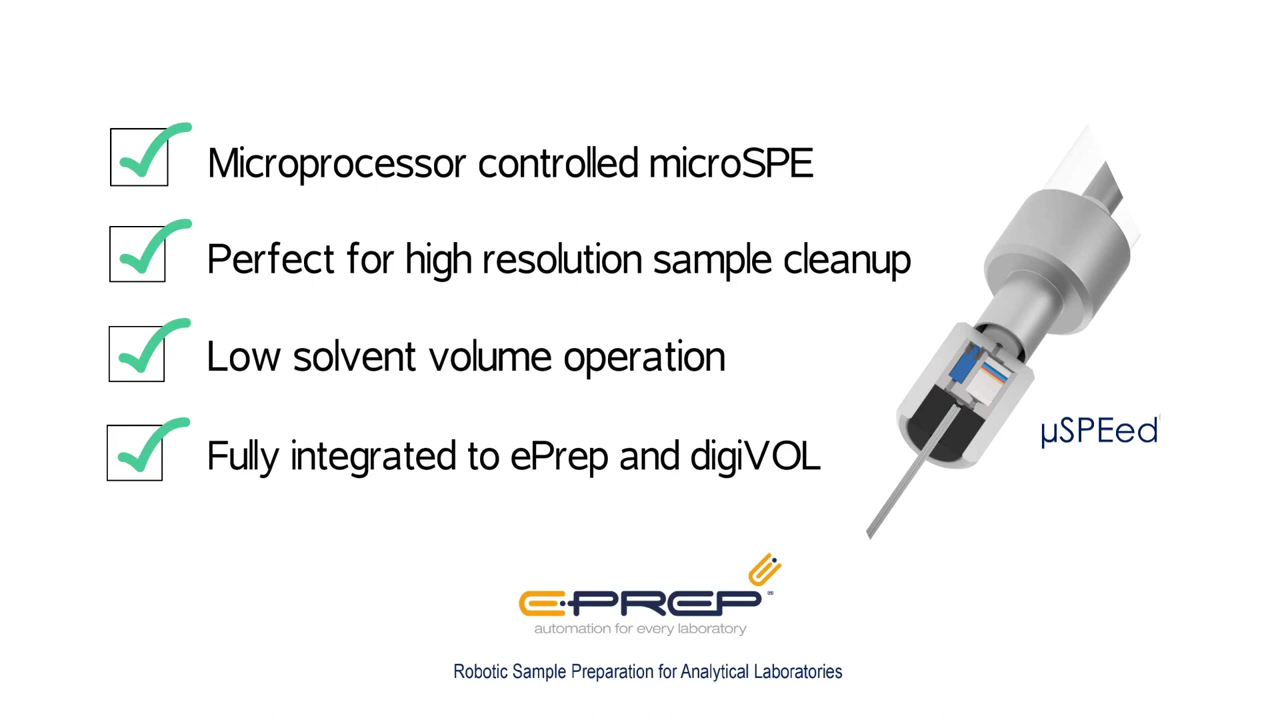 Microprocessor controlled microSPE
Perfect for high resolution sample cleanup
Low solvent volume operation
Fully integrated to ePrep and digiVOL
µSPEed
E-PREP
automation for every laboratory
Robotic Sample Preparation for Analytical Laboratories